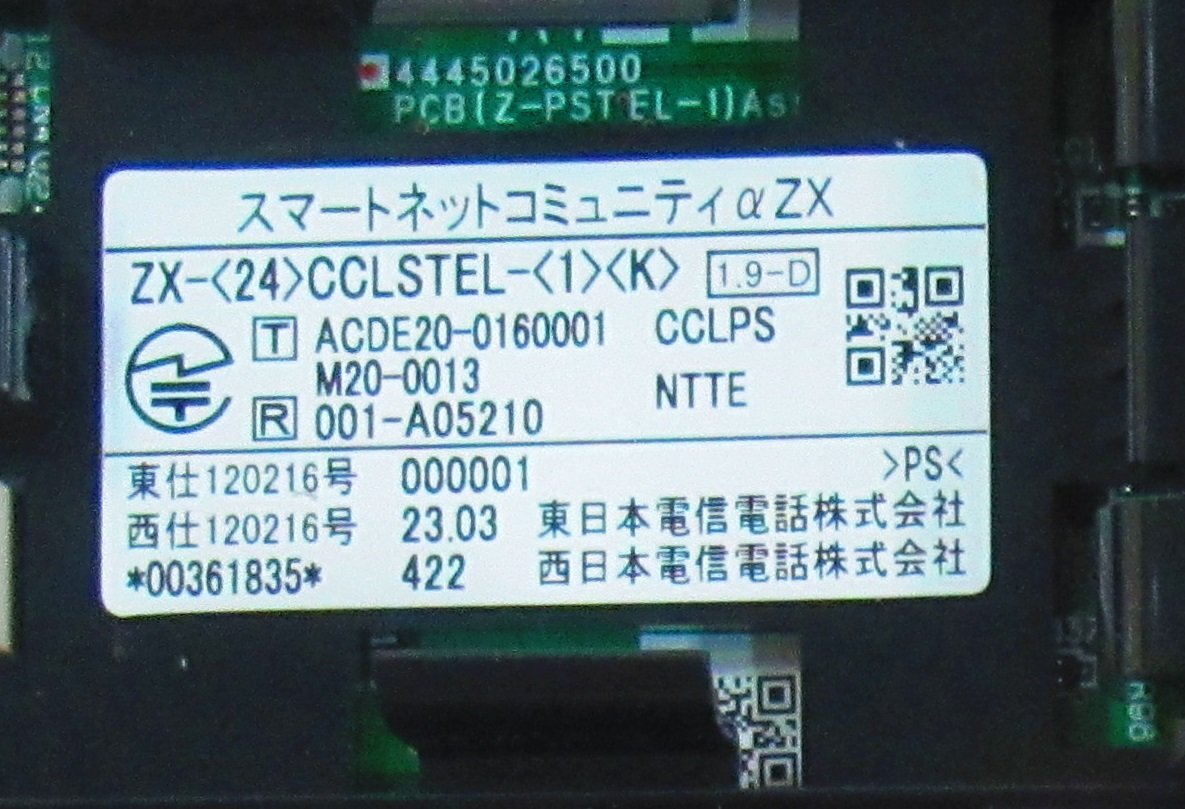 4445026500
PCB(Z-PSTEL-1)As
スマートネットコミュニティαZX
ZX-<24>CCLSTEL-<1><K> 1.9-D
T ACDE20-0160001 CCLPS
M20-0013 NTTE
R 001-A05210
東仕120216号 000001 >PS<
西仕120216号 23.03 東日本電信電話株式会社
*00361835* 422 西日本電信電話株式会社